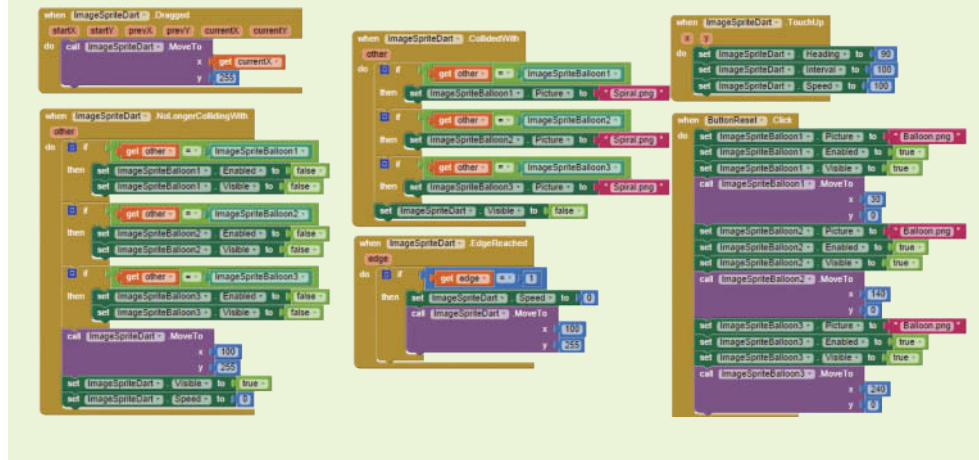 when ImageSpriteDart .Dragged
startX startY prevX prevY currentX currentY
do call ImageSpriteDart .MoveTo
x get currentX
y 255
when ImageSpriteDart .NoLongerCollidingWith
other
do if get other = ImageSpriteBalloon1
then set ImageSpriteBalloon1 . Enabled to false
set ImageSpriteBalloon1 . Visible to false
if get other = ImageSpriteBalloon2
then set ImageSpriteBalloon2 . Enabled to false
set ImageSpriteBalloon2 . Visible to false
if get other = ImageSpriteBalloon3
then set ImageSpriteBalloon3 . Enabled to false
set ImageSpriteBalloon3 . Visible to false
call ImageSpriteDart .MoveTo
x 100
y 255
set ImageSpriteDart . Visible to true
set ImageSpriteDart . Speed to 0
when ImageSpriteDart .CollidedWith
other
do if get other = ImageSpriteBalloon1
then set ImageSpriteBalloon1 . Picture to " Spiral.png "
if get other = ImageSpriteBalloon2
then set ImageSpriteBalloon2 . Picture to " Spiral.png "
if get other = ImageSpriteBalloon3
then set ImageSpriteBalloon3 . Picture to " Spiral.png "
set ImageSpriteDart . Visible to false
when ImageSpriteDart .EdgeReached
edge
do if get edge = 1
then set ImageSpriteDart . Speed to 0
call ImageSpriteDart .MoveTo
x 100
y 255
when ImageSpriteDart .TouchUp
x y
do set ImageSpriteDart . Heading to 90
set ImageSpriteDart . Interval to 100
set ImageSpriteDart . Speed to 100
when ButtonReset .Click
do set ImageSpriteBalloon1 . Picture to " Balloon.png "
set ImageSpriteBalloon1 . Enabled to true
set ImageSpriteBalloon1 . Visible to true
call ImageSpriteBalloon1 .MoveTo
x 30
y 0
set ImageSpriteBalloon2 . Picture to " Balloon.png "
set ImageSpriteBalloon2 . Enabled to true
set ImageSpriteBalloon2 . Visible to true
call ImageSpriteBalloon2 .MoveTo
x 140
y 0
set ImageSpriteBalloon3 . Picture to " Balloon.png "
set ImageSpriteBalloon3 . Enabled to true
set ImageSpriteBalloon3 . Visible to true
call ImageSpriteBalloon3 .MoveTo
x 240
y 0